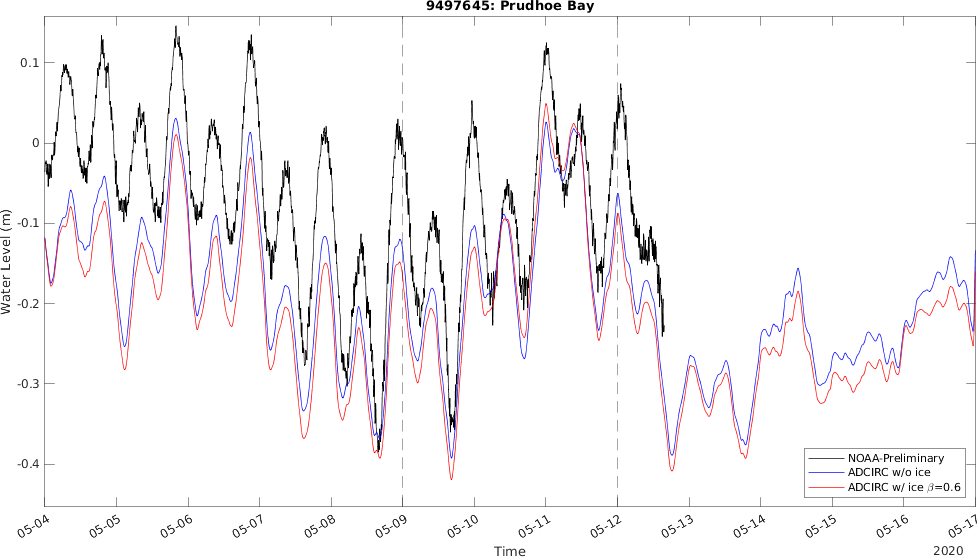 9497645: Prudhoe Bay
Water Level (m)
0.1
0
-0.1
-0.2
-0.3
-0.4
NOAA-Preliminary
ADCIRC w/o ice
ADCIRC w/ ice β=0.6
05-04 05-05 05-06 05-07 05-08 05-09 05-10 05-11 05-12 05-13 05-14 05-15 05-16 05-17
Time
2020